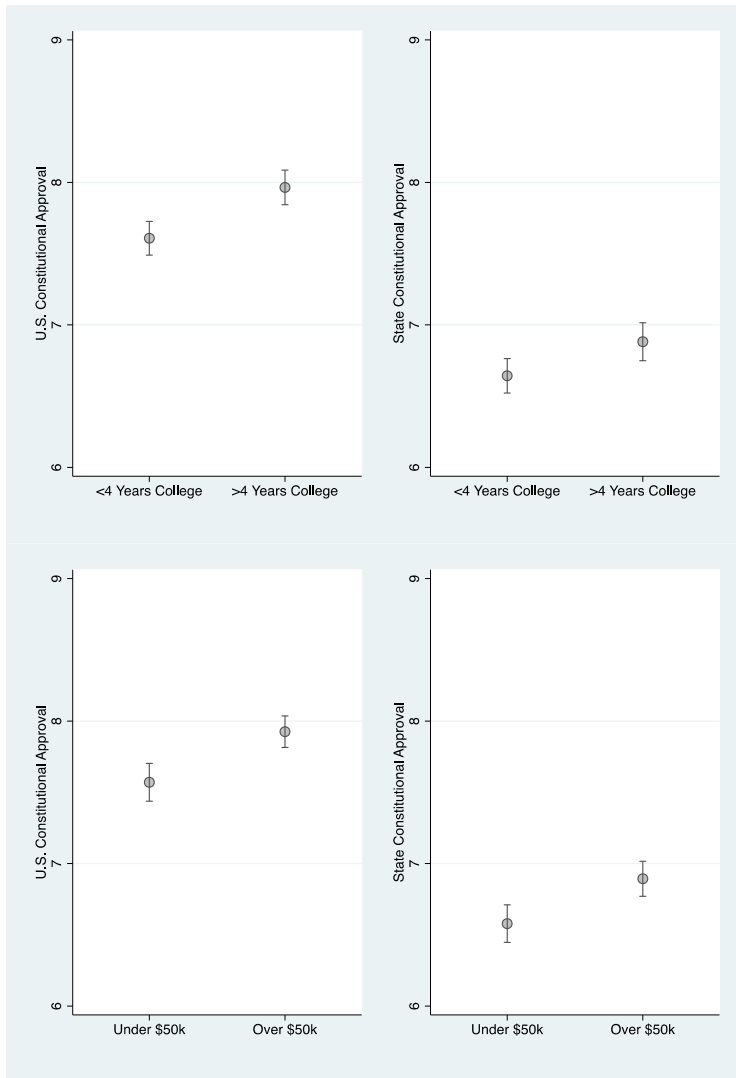 U.S. Constitutional Approval
9
8
7
6
<4 Years College >4 Years College
State Constitutional Approval
9
8
7
6
<4 Years College >4 Years College
U.S. Constitutional Approval
9
8
7
6
Under $50k Over $50k
State Constitutional Approval
9
8
7
6
Under $50k Over $50k